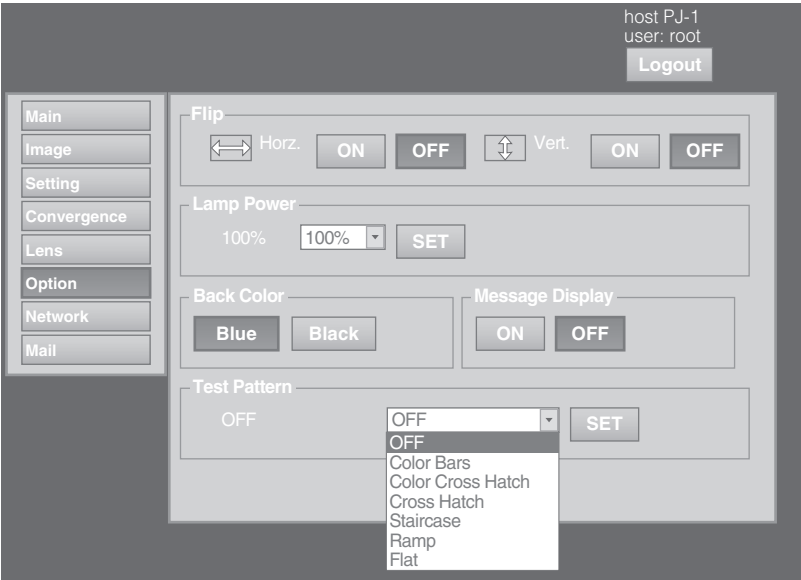 host PJ-1
user: root
Logout
Main
Image
Setting
Convergence
Lens
Option
Network
Mail
Flip
Horz. ON OFF Vert. ON OFF
Lamp Power
100% 100% SET
Back Color
Blue Black
Message Display
ON OFF
Test Pattern
OFF OFF SET
OFF
Color Bars
Color Cross Hatch
Cross Hatch
Staircase
Ramp
Flat